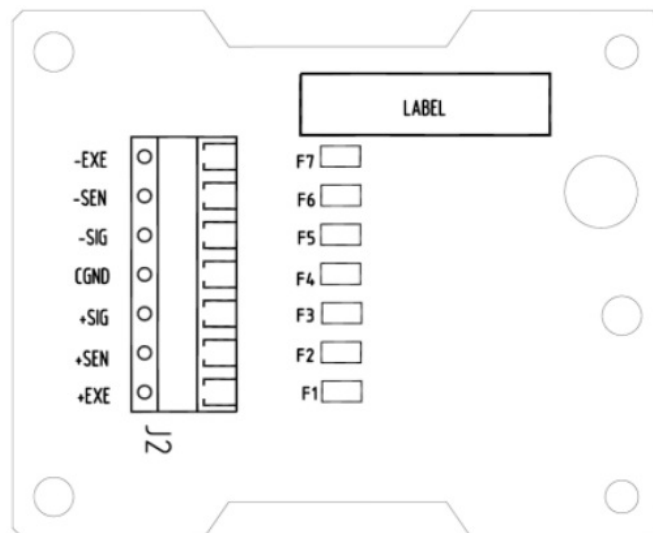 LABEL
-EXE F7
-SEN F6
-SIG F5
CGND F4
+SIG F3
+SEN F2
+EXE F1
J2